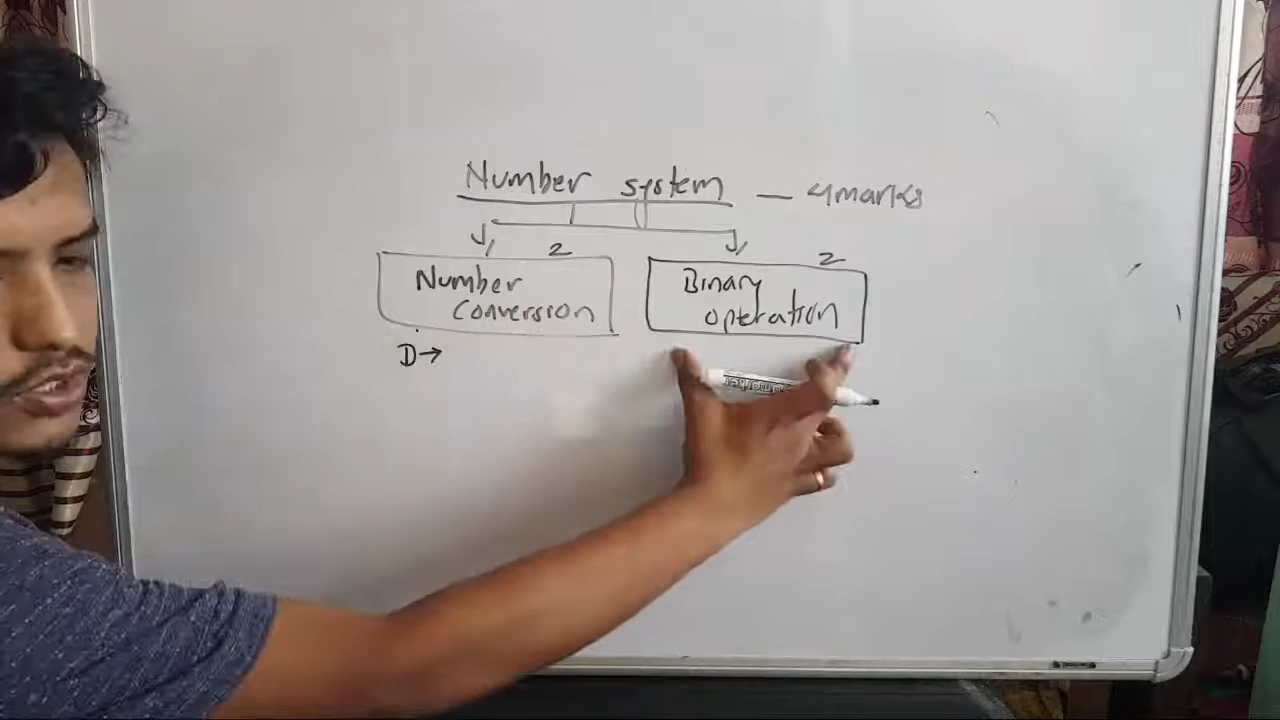 Number system — 4marks
2
2
Number
conversion
Binary
operation
D→